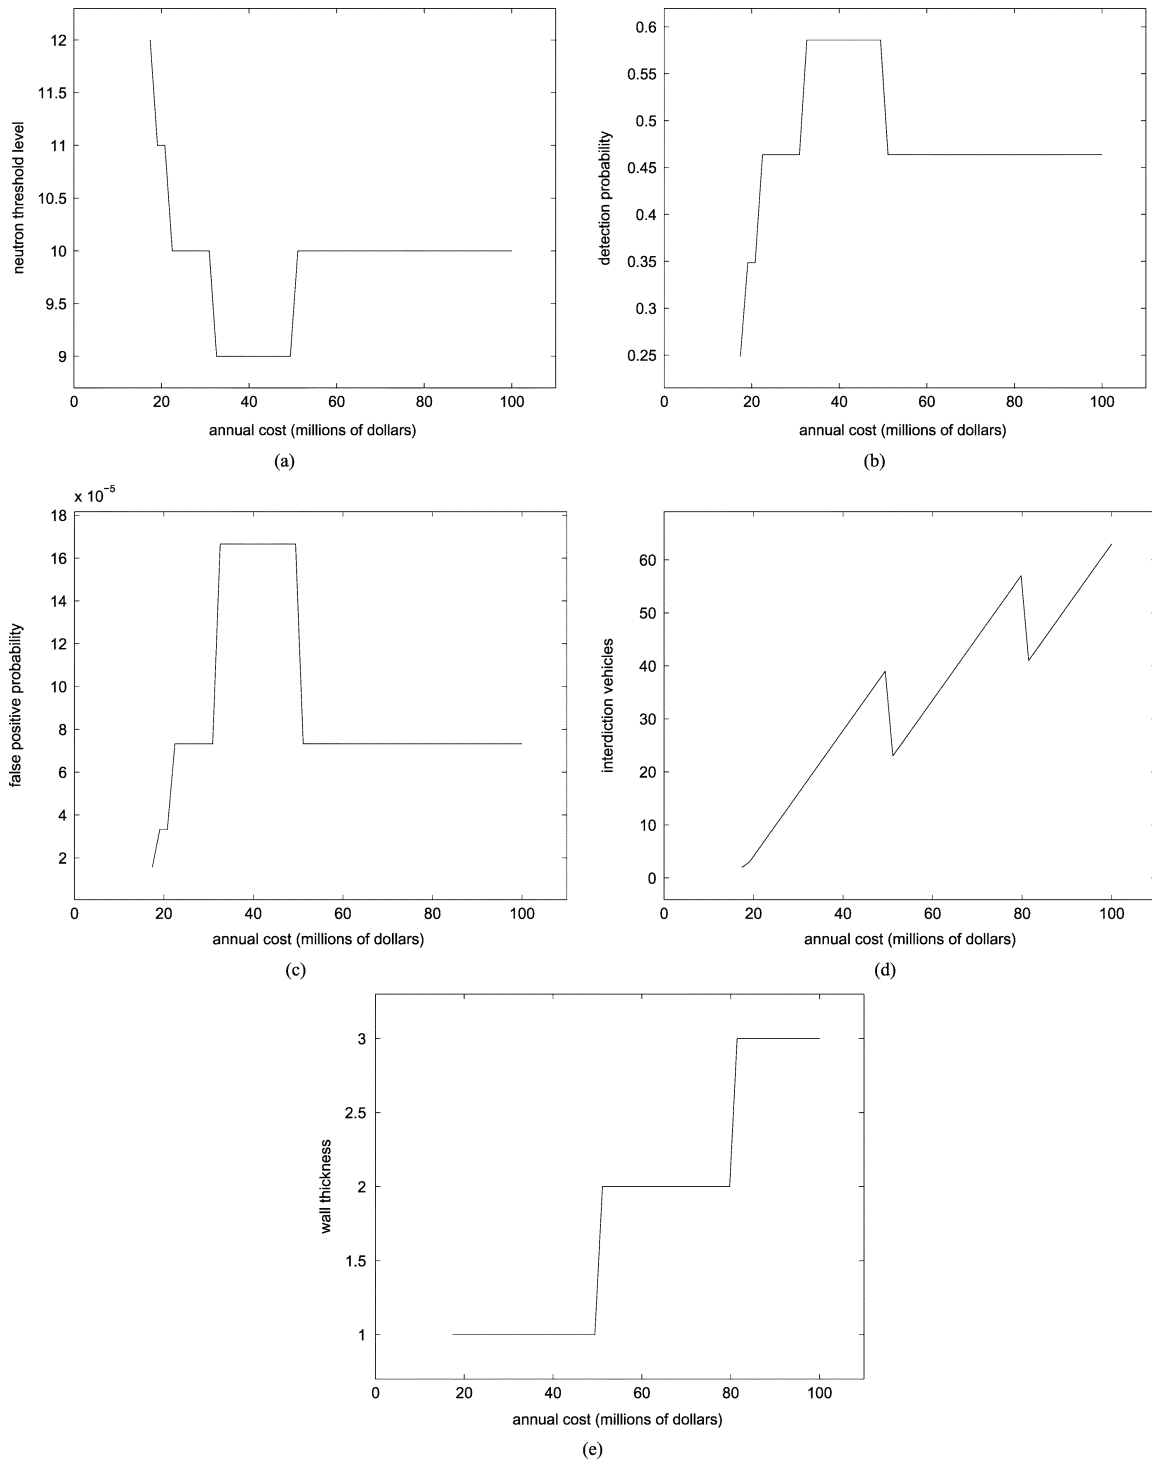 12
11.5
11
10.5
10
9.5
9
neutron threshold level
0 20 40 60 80 100
annual cost (millions of dollars)
(a)
0.6
0.55
0.5
0.45
0.4
0.35
0.3
0.25
detection probability
0 20 40 60 80 100
annual cost (millions of dollars)
(b)
x 10−5
18
16
14
12
10
8
6
4
2
false positive probability
0 20 40 60 80 100
annual cost (millions of dollars)
(c)
60
50
40
30
20
10
0
interdiction vehicles
0 20 40 60 80 100
annual cost (millions of dollars)
(d)
3
2.5
2
1.5
1
wall thickness
0 20 40 60 80 100
annual cost (millions of dollars)
(e)